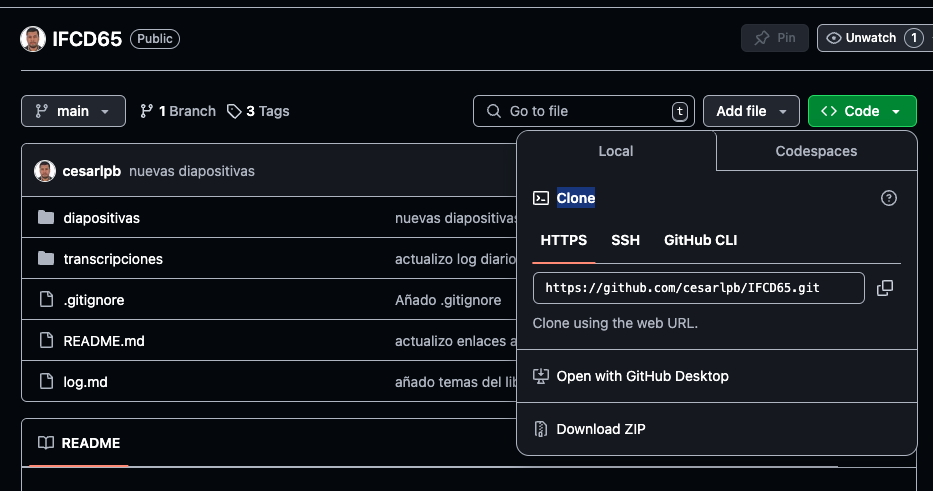 IFCD65 Public Pin Unwatch 1
main 1 Branch 3 Tags Go to file t Add file <> Code
Local Codespaces
cesarlpb nuevas diapositivas
Clone
diapositivas nuevas diapositivas
HTTPS SSH GitHub CLI
transcripciones actualizo log diario
https://github.com/cesarlpb/IFCD65.git
.gitignore Añado .gitignore
Clone using the web URL.
README.md actualizo enlaces a
Open with GitHub Desktop
log.md añado temas del lib
Download ZIP
README